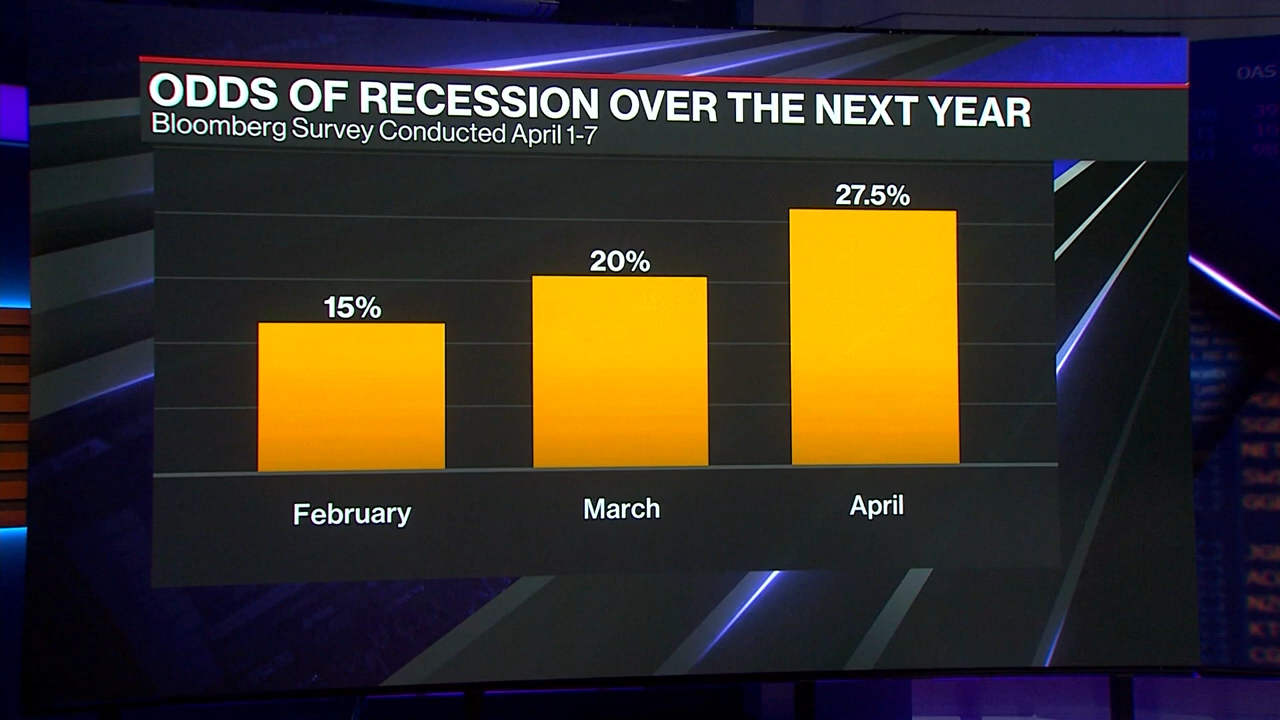 ODDS OF RECESSION OVER THE NEXT YEAR
Bloomberg Survey Conducted April 1-7
15%
20%
27.5%
February
March
April